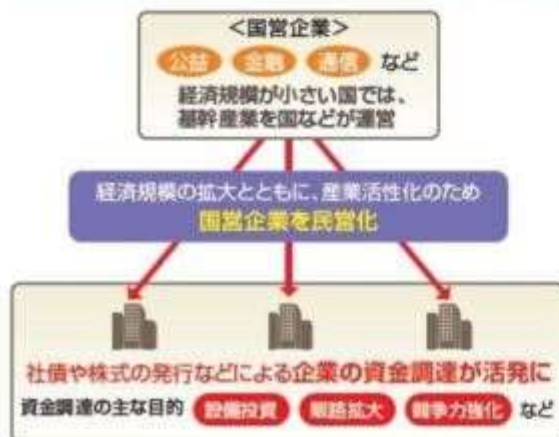 <国営企業>
公益 金融 通信 など
経済規模が小さい国では、
基幹産業を国などが運営
経済規模の拡大とともに、産業活性化のため
国営企業を民営化
社債や株式の発行などによる企業の資金調達が活発に
資金調達の主な目的 設備投資 販路拡大 競争力強化 など